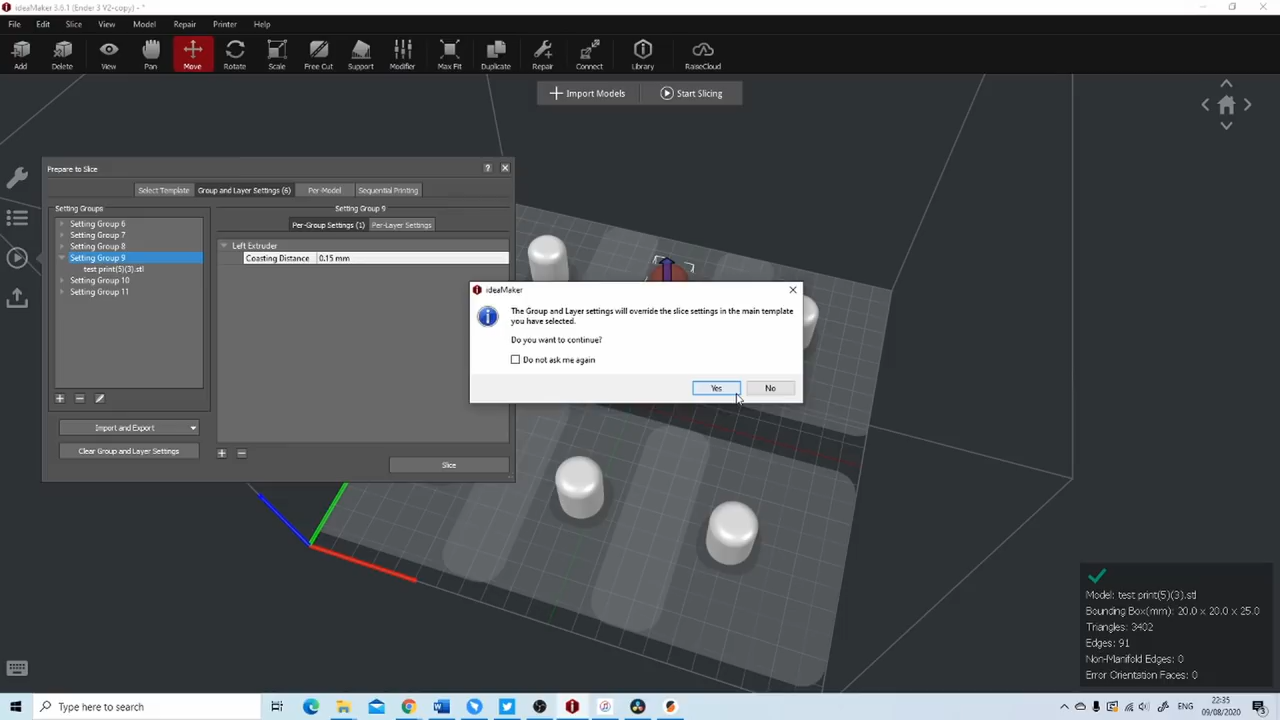 ideaMaker 3.6.1 (Ender 3 V2-copy) - *
File Edit Slice View Model Repair Printer Help
Add Delete View Pan Move Rotate Scale Free Cut Support Modifier Max Fit Duplicate Repair Connect Library RaiseCloud
+ Import Models Start Slicing
Prepare to Slice
Select Template Group and Layer Settings (6) Per-Model Sequential Printing
Setting Groups
Setting Group 9
Setting Group 6
Per-Group Settings (1) Per-Layer Settings
Setting Group 7
Setting Group 8
Left Extruder
Setting Group 9
Coasting Distance 0.15 mm
test print(5)(3).stl
Setting Group 10
Setting Group 11
Import and Export
Clear Group and Layer Settings
Slice
ideaMaker
The Group and Layer settings will override the slice settings in the main template
you have selected.
Do you want to continue?
Do not ask me again
Yes No
Model: test print(5)(3).stl
Bounding Box(mm): 20.0 x 20.0 x 25.0
Triangles: 3402
Edges: 91
Non-Manifold Edges: 0
Error Orientation Faces: 0
Type here to search
ENG
22:35
09/08/2020
3